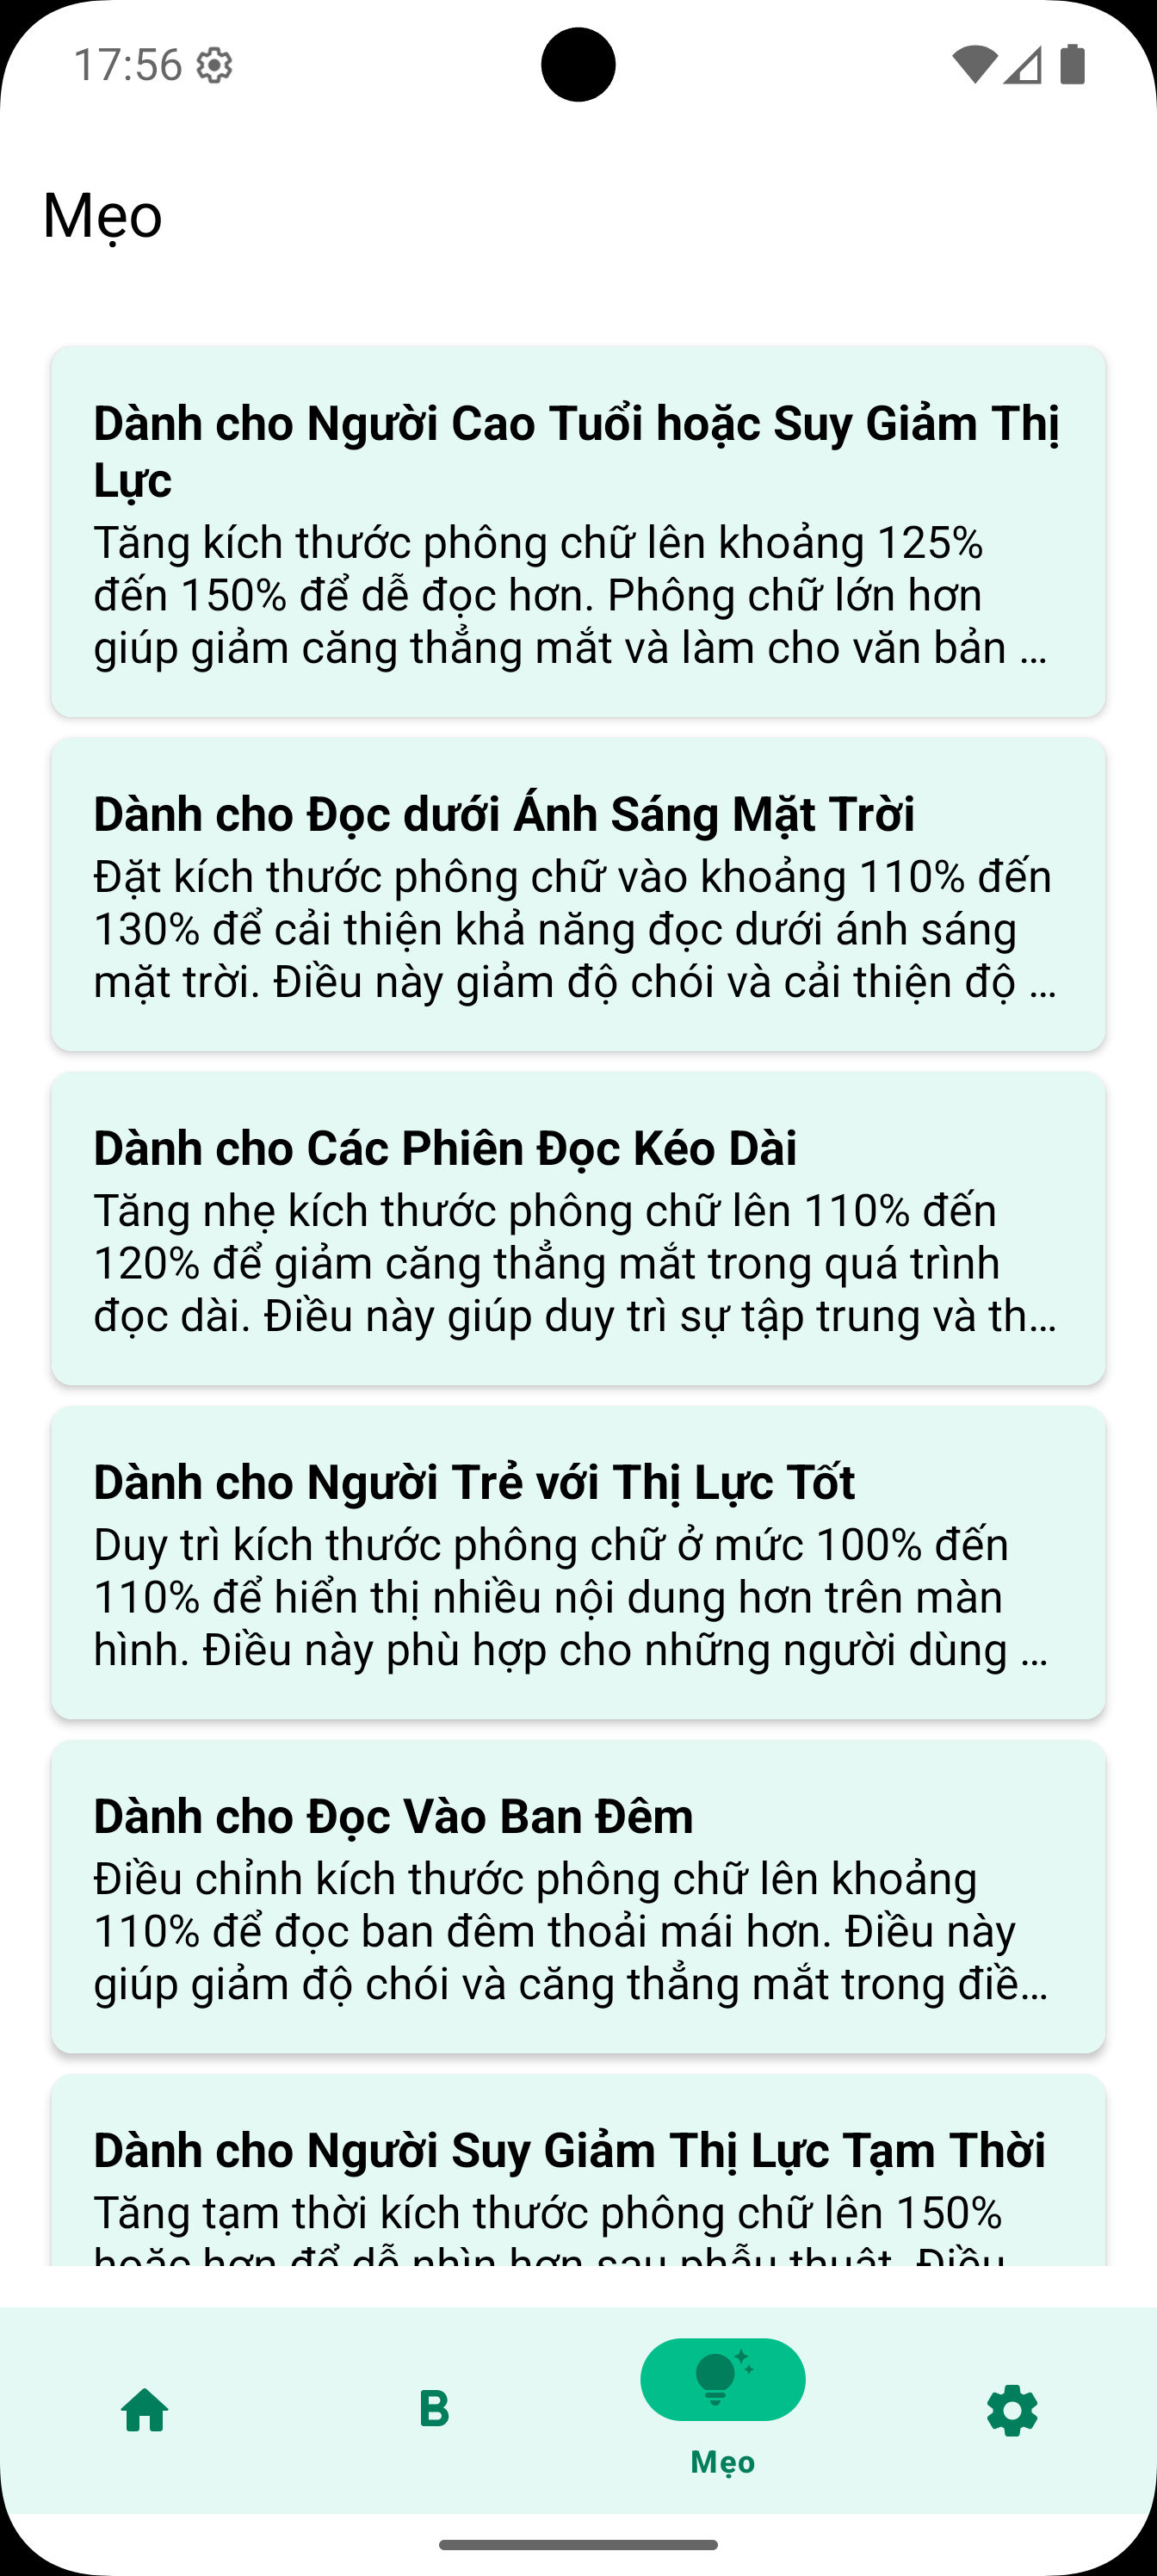 17:56
Mẹo
Dành cho Người Cao Tuổi hoặc Suy Giảm Thị
Lực
Tăng kích thước phông chữ lên khoảng 125%
đến 150% để dễ đọc hơn. Phông chữ lớn hơn
giúp giảm căng thẳng mắt và làm cho văn bản ...
Dành cho Đọc dưới Ánh Sáng Mặt Trời
Đặt kích thước phông chữ vào khoảng 110% đến
130% để cải thiện khả năng đọc dưới ánh sáng
mặt trời. Điều này giảm độ chói và cải thiện độ ...
Dành cho Các Phiên Đọc Kéo Dài
Tăng nhẹ kích thước phông chữ lên 110% đến
120% để giảm căng thẳng mắt trong quá trình
đọc dài. Điều này giúp duy trì sự tập trung và th...
Dành cho Người Trẻ với Thị Lực Tốt
Duy trì kích thước phông chữ ở mức 100% đến
110% để hiển thị nhiều nội dung hơn trên màn
hình. Điều này phù hợp cho những người dùng ...
Dành cho Đọc Vào Ban Đêm
Điều chỉnh kích thước phông chữ lên khoảng
110% để đọc ban đêm thoải mái hơn. Điều này
giúp giảm độ chói và căng thẳng mắt trong điề...
Dành cho Người Suy Giảm Thị Lực Tạm Thời
Tăng tạm thời kích thước phông chữ lên 150%
hoặc hơn để dễ nhìn hơn sau phẫu thuật. Điều
B
Mẹo